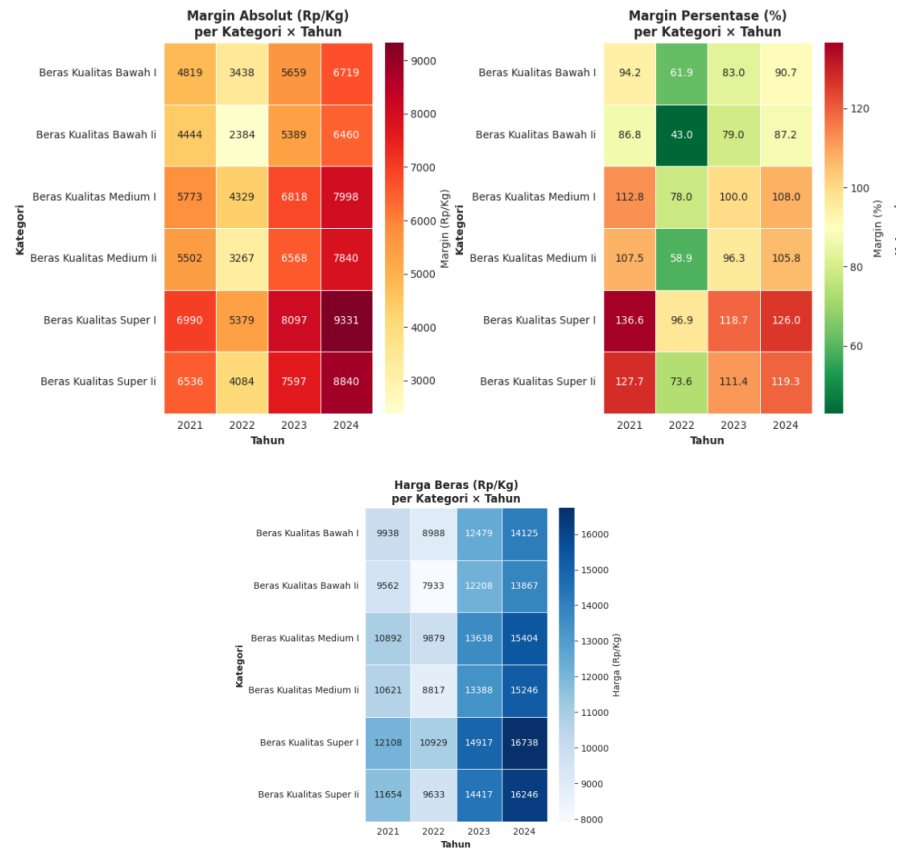 Margin Absolut (Rp/Kg)
per Kategori × Tahun
Kategori
Beras Kualitas Bawah I 4819 3438 5659 6719
Beras Kualitas Bawah Ii 4444 2384 5389 6460
Beras Kualitas Medium I 5773 4329 6818 7998
Beras Kualitas Medium Ii 5502 3267 6568 7840
Beras Kualitas Super I 6990 5379 8097 9331
Beras Kualitas Super Ii 6536 4084 7597 8840
2021 2022 2023 2024
Tahun
9000
8000
7000
6000
5000
4000
3000
Margin (Rp/Kg)
Margin Persentase (%)
per Kategori × Tahun
Kategori
Beras Kualitas Bawah I 94.2 61.9 83.0 90.7
Beras Kualitas Bawah Ii 86.8 43.0 79.0 87.2
Beras Kualitas Medium I 112.8 78.0 100.0 108.0
Beras Kualitas Medium Ii 107.5 58.9 96.3 105.8
Beras Kualitas Super I 136.6 96.9 118.7 126.0
Beras Kualitas Super Ii 127.7 73.6 111.4 119.3
2021 2022 2023 2024
Tahun
120
100
80
60
Margin (%)
Harga Beras (Rp/Kg)
per Kategori × Tahun
Kategori
Beras Kualitas Bawah I 9938 8988 12479 14125
Beras Kualitas Bawah Ii 9562 7933 12208 13867
Beras Kualitas Medium I 10892 9879 13638 15404
Beras Kualitas Medium Ii 10621 8817 13388 15246
Beras Kualitas Super I 12108 10929 14917 16738
Beras Kualitas Super Ii 11654 9633 14417 16246
2021 2022 2023 2024
Tahun
16000
15000
14000
13000
12000
11000
10000
9000
8000
Harga (Rp/Kg)